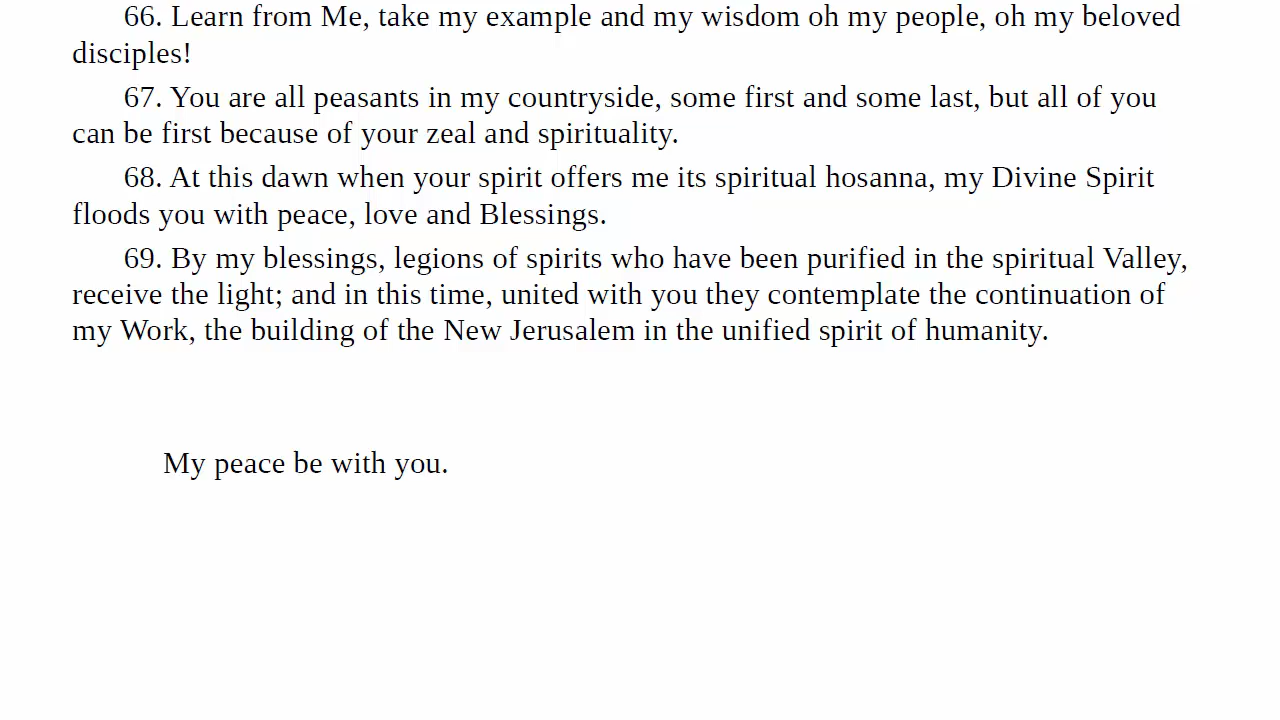 66. Learn from Me, take my example and my wisdom oh my people, oh my beloved
disciples!
67. You are all peasants in my countryside, some first and some last, but all of you
can be first because of your zeal and spirituality.
68. At this dawn when your spirit offers me its spiritual hosanna, my Divine Spirit
floods you with peace, love and Blessings.
69. By my blessings, legions of spirits who have been purified in the spiritual Valley,
receive the light; and in this time, united with you they contemplate the continuation of
my Work, the building of the New Jerusalem in the unified spirit of humanity.
My peace be with you.